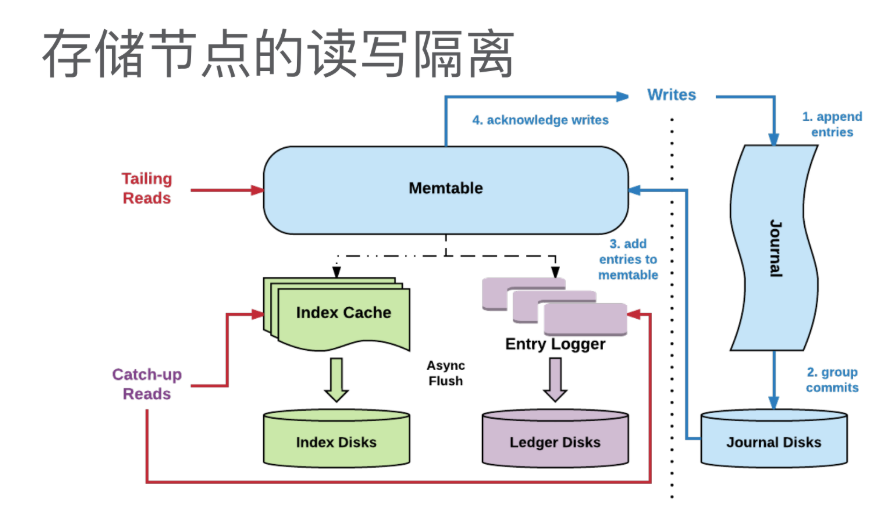 存储节点的读写隔离
Writes
4. acknowledge writes
1. append
entries
Tailing
Reads
Memtable
Journal
3. add
entries to
memtable
Index Cache
Entry Logger
Catch-up
Reads
Async
Flush
2. group
commits
Index Disks
Ledger Disks
Journal Disks